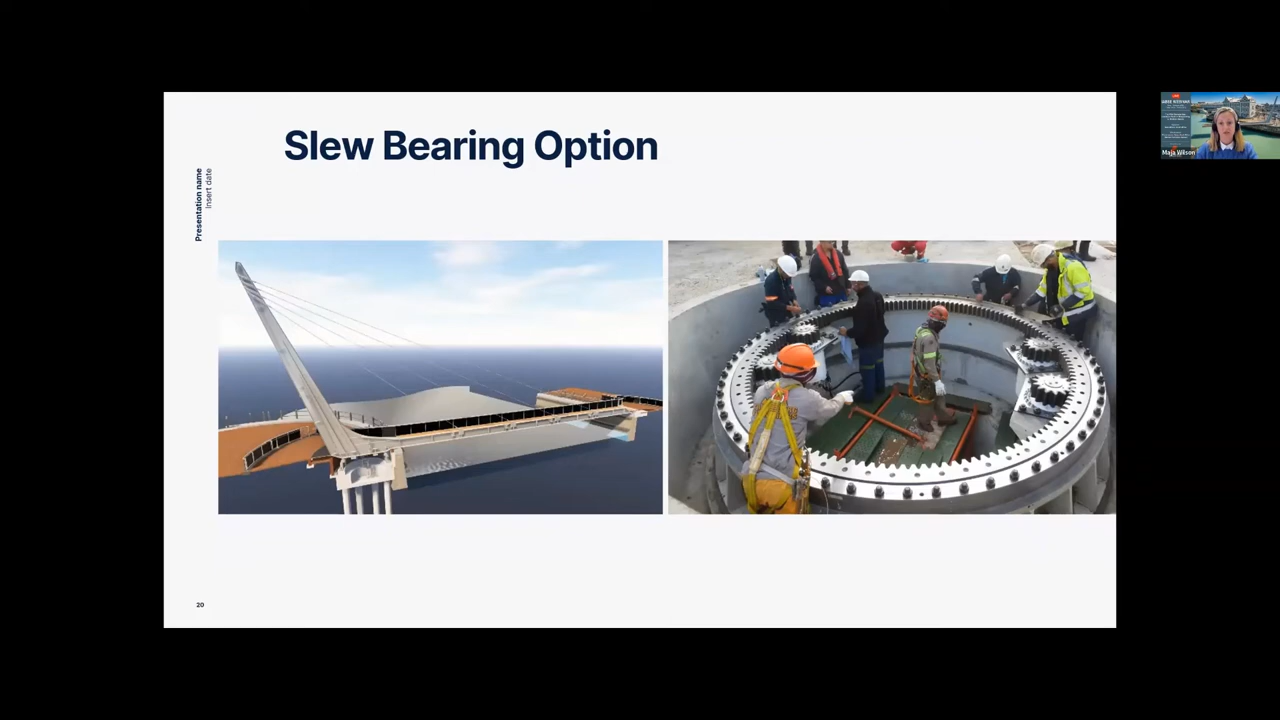 Slew Bearing Option
Presentation name
Insert date
20
Maja Wilson